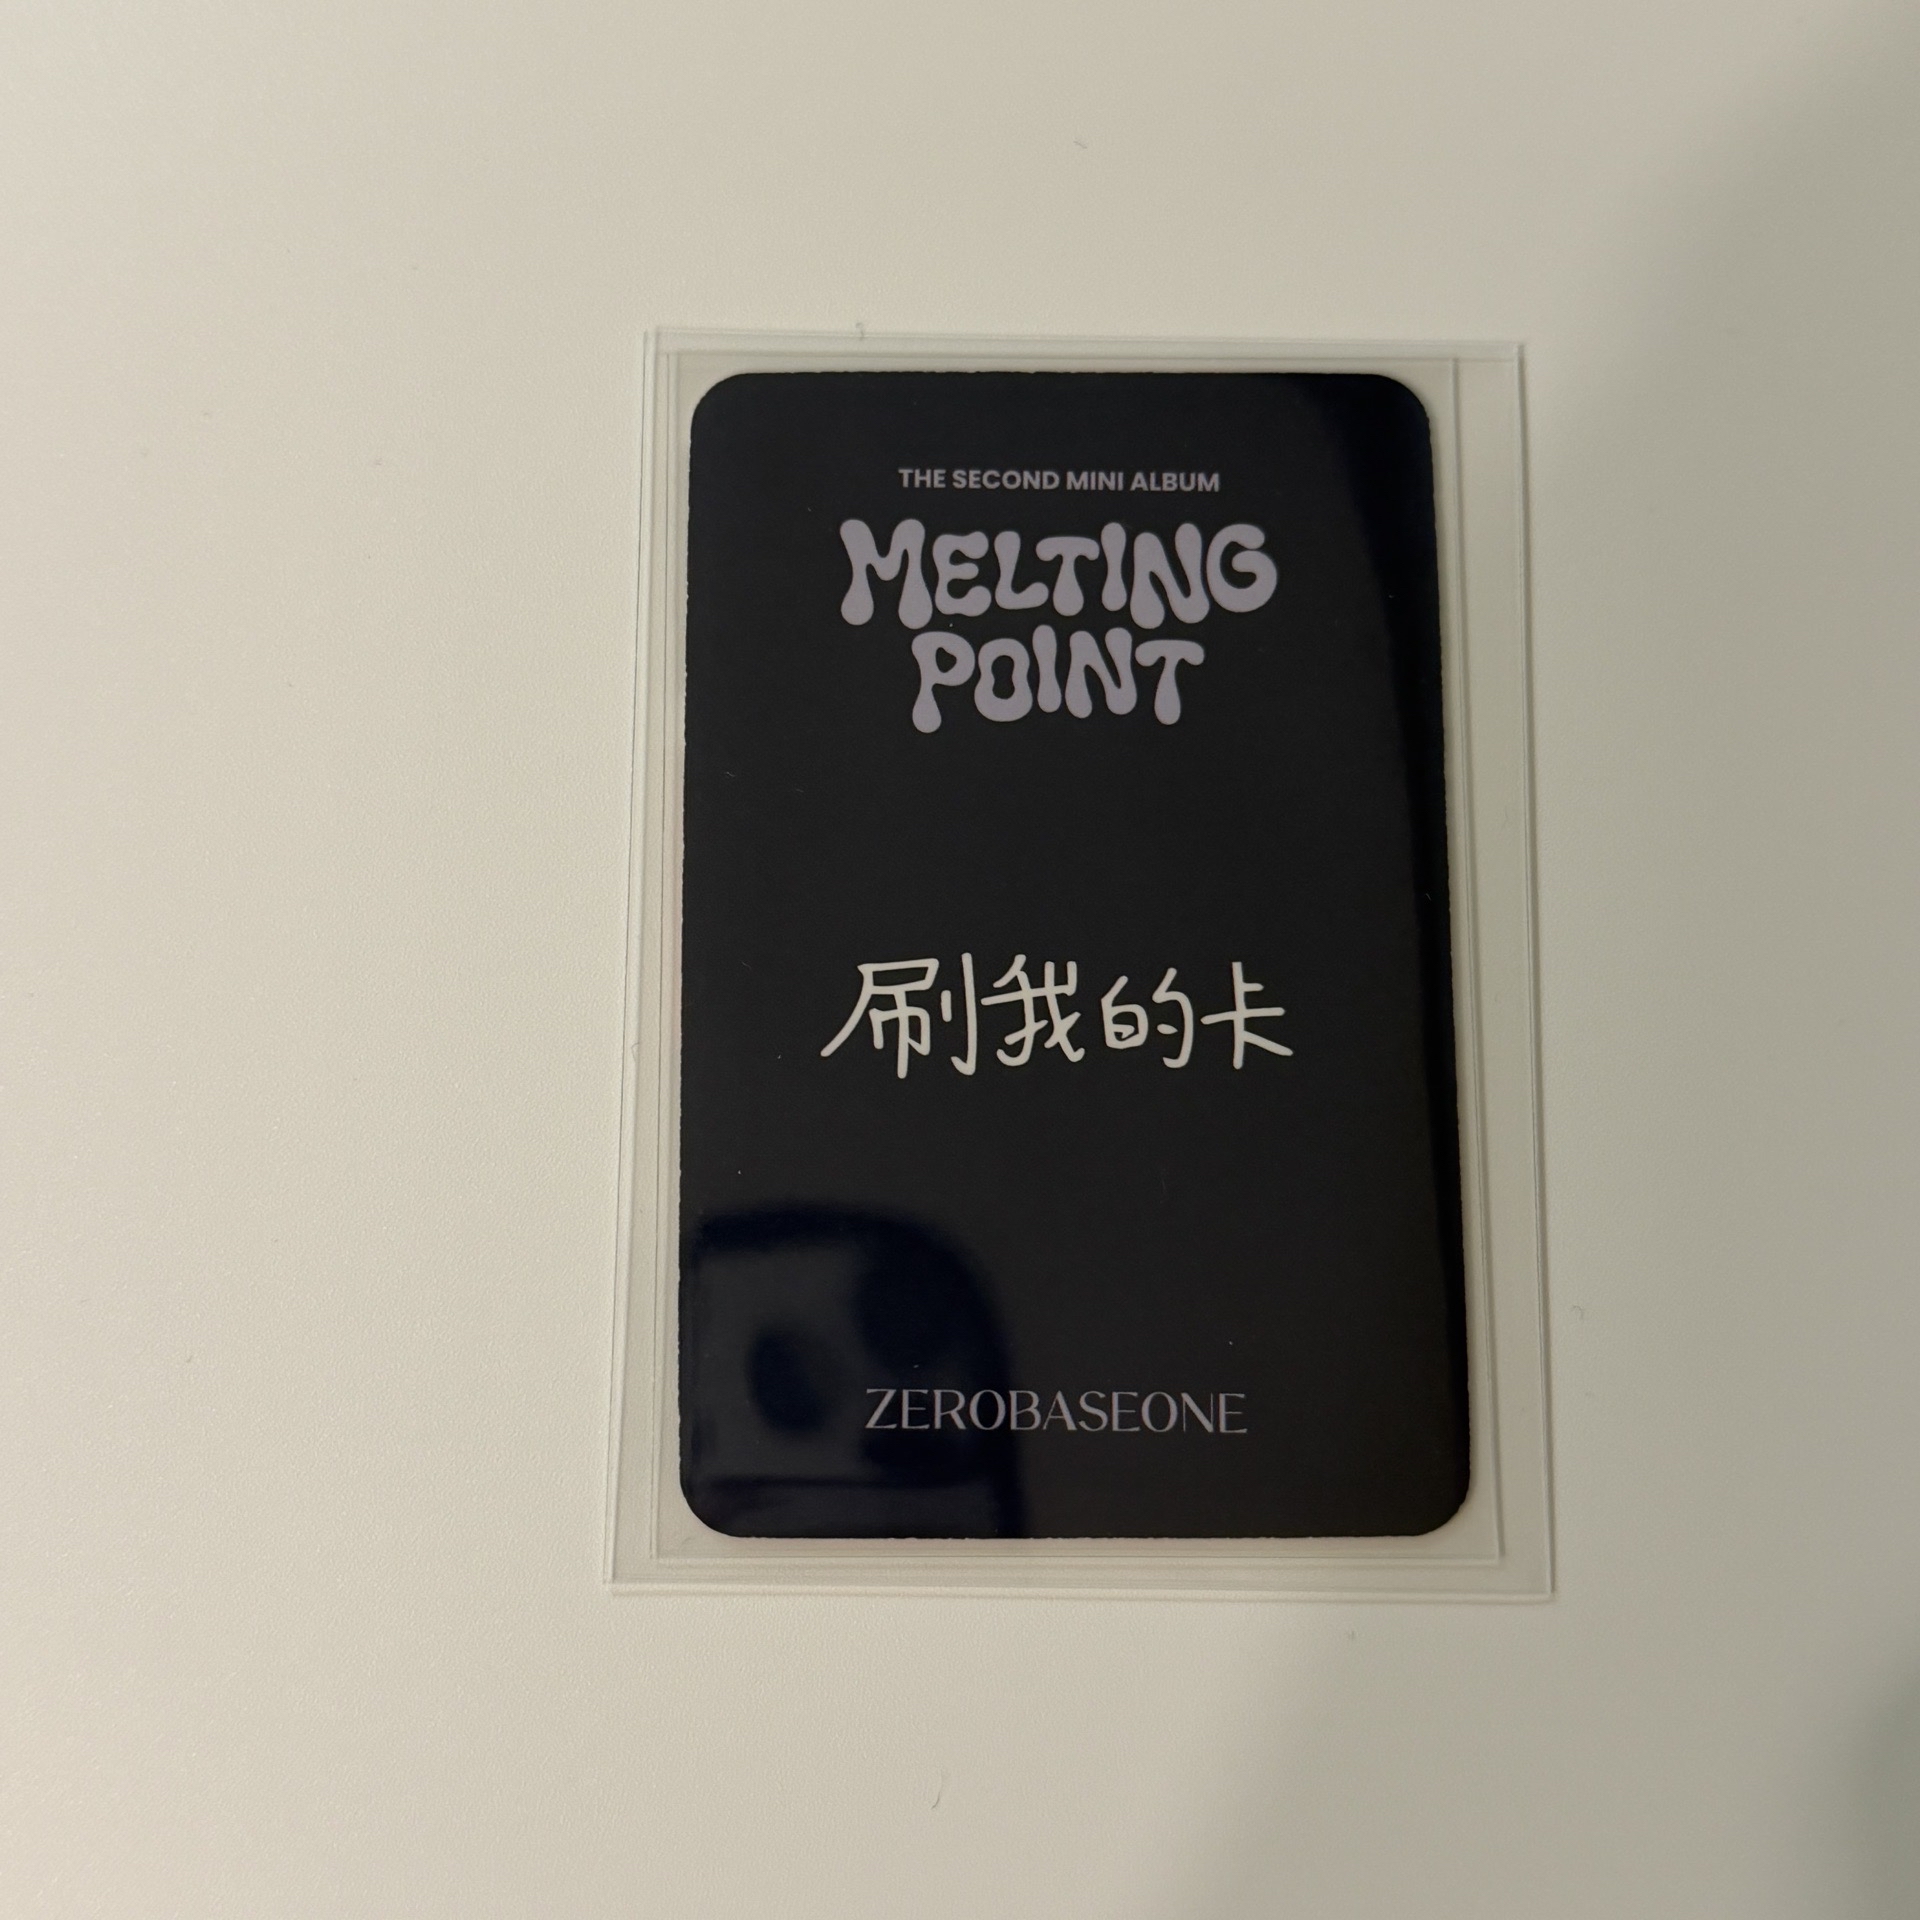 THE SECOND MINI ALBUM
MELTING
POINT
刷我的卡
ZEROBASEONE